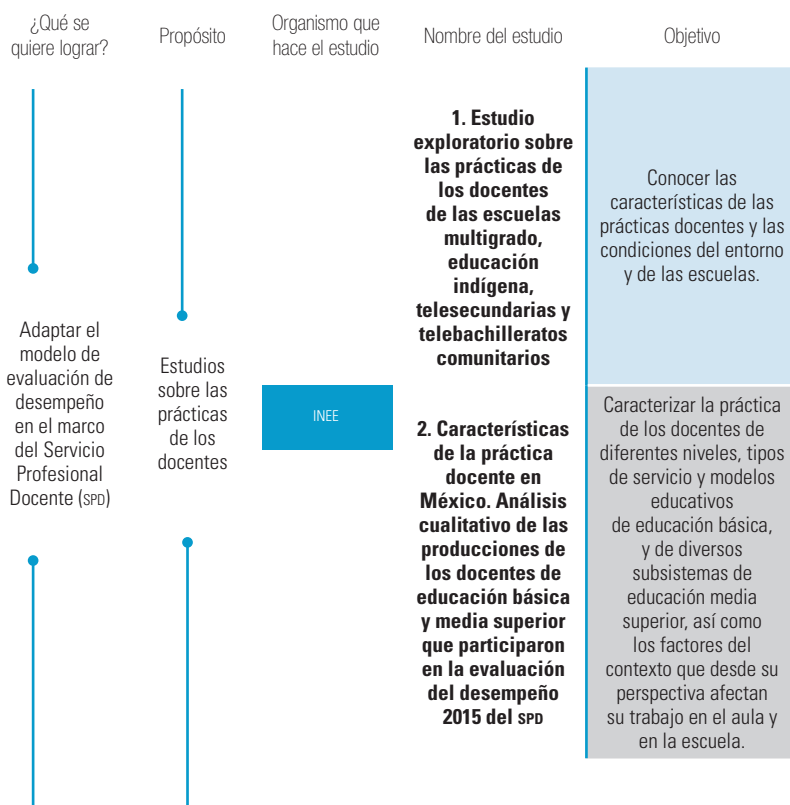 ¿Qué se
quiere lograr?
Propósito
Organismo que
hace el estudio
Nombre del estudio
Objetivo
Adaptar el
modelo de
evaluación de
desempeño
en el marco
del Servicio
Profesional
Docente (SPD)
Estudios
sobre las
prácticas
de los
docentes
INEE
1. Estudio
exploratorio sobre
las prácticas de
los docentes
de las escuelas
multigrado,
educación
indígena,
telesecundarias y
telebachilleratos
comunitarios
Conocer las
características de las
prácticas docentes y las
condiciones del entorno
y de las escuelas.
2. Características
de la práctica
docente en
México. Análisis
cualitativo de las
producciones de
los docentes de
educación básica
y media superior
que participaron
en la evaluación
del desempeño
2015 del SPD
Caracterizar la práctica
de los docentes de
diferentes niveles, tipos
de servicio y modelos
educativos
de educación básica,
y de diversos
subsistemas de
educación media
superior, así como
los factores del
contexto que desde su
perspectiva afectan
su trabajo en el aula y
en la escuela.